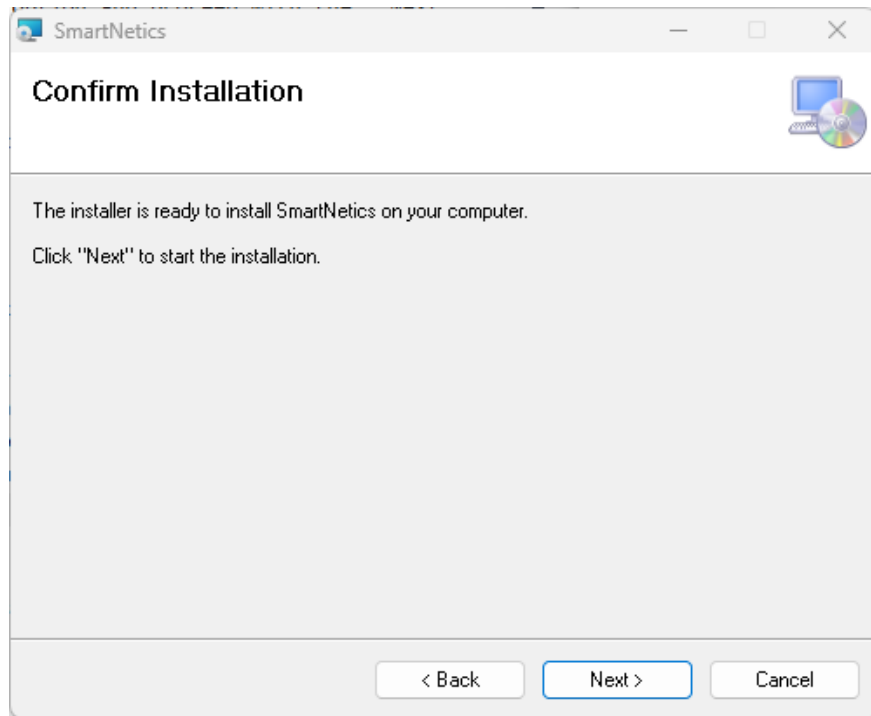 SmartNetics
Confirm Installation
The installer is ready to install SmartNetics on your computer.
Click "Next" to start the installation.
< Back
Next >
Cancel